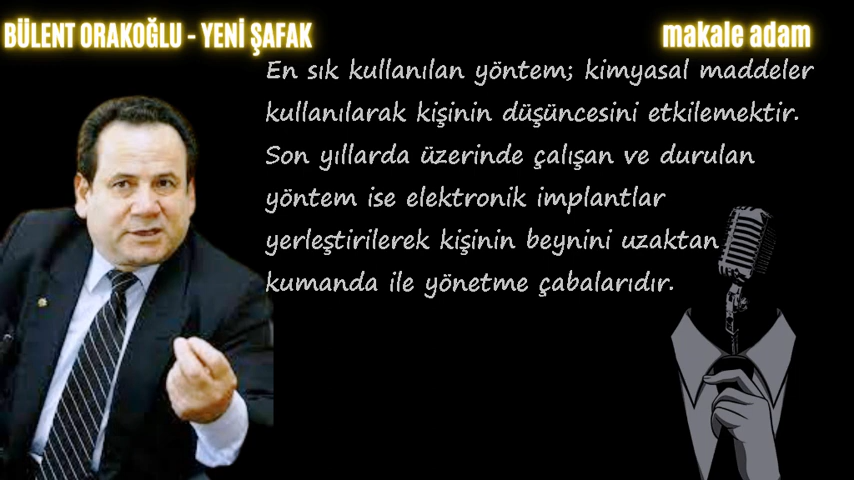 BÜLENT ORAKOĞLU - YENİ ŞAFAK
makale adam
En sık kullanılan yöntem; kimyasal maddeler
kullanılarak kişinin düşüncesini etkilemektir.
Son yıllarda üzerinde çalışan ve durulan
yöntem ise elektronik implantlar
yerleştirilerek kişinin beynini uzaktan
kumanda ile yönetme çabalarıdır.